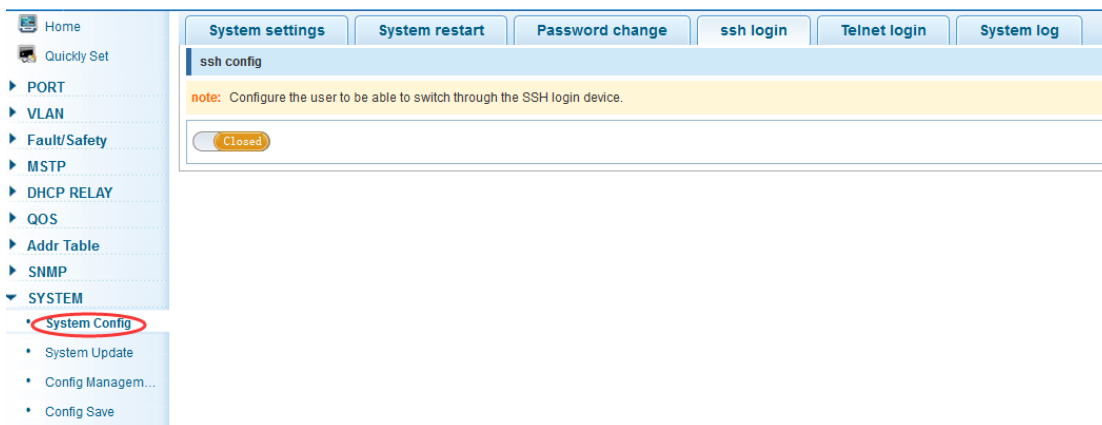 Home
Quickly Set
PORT
VLAN
Fault/Safety
MSTP
DHCP RELAY
QOS
Addr Table
SNMP
SYSTEM
System Config
System Update
Config Managem...
Config Save
System settings
System restart
Password change
ssh login
Telnet login
System log
ssh config
note: Configure the user to be able to switch through the SSH login device.
Closed